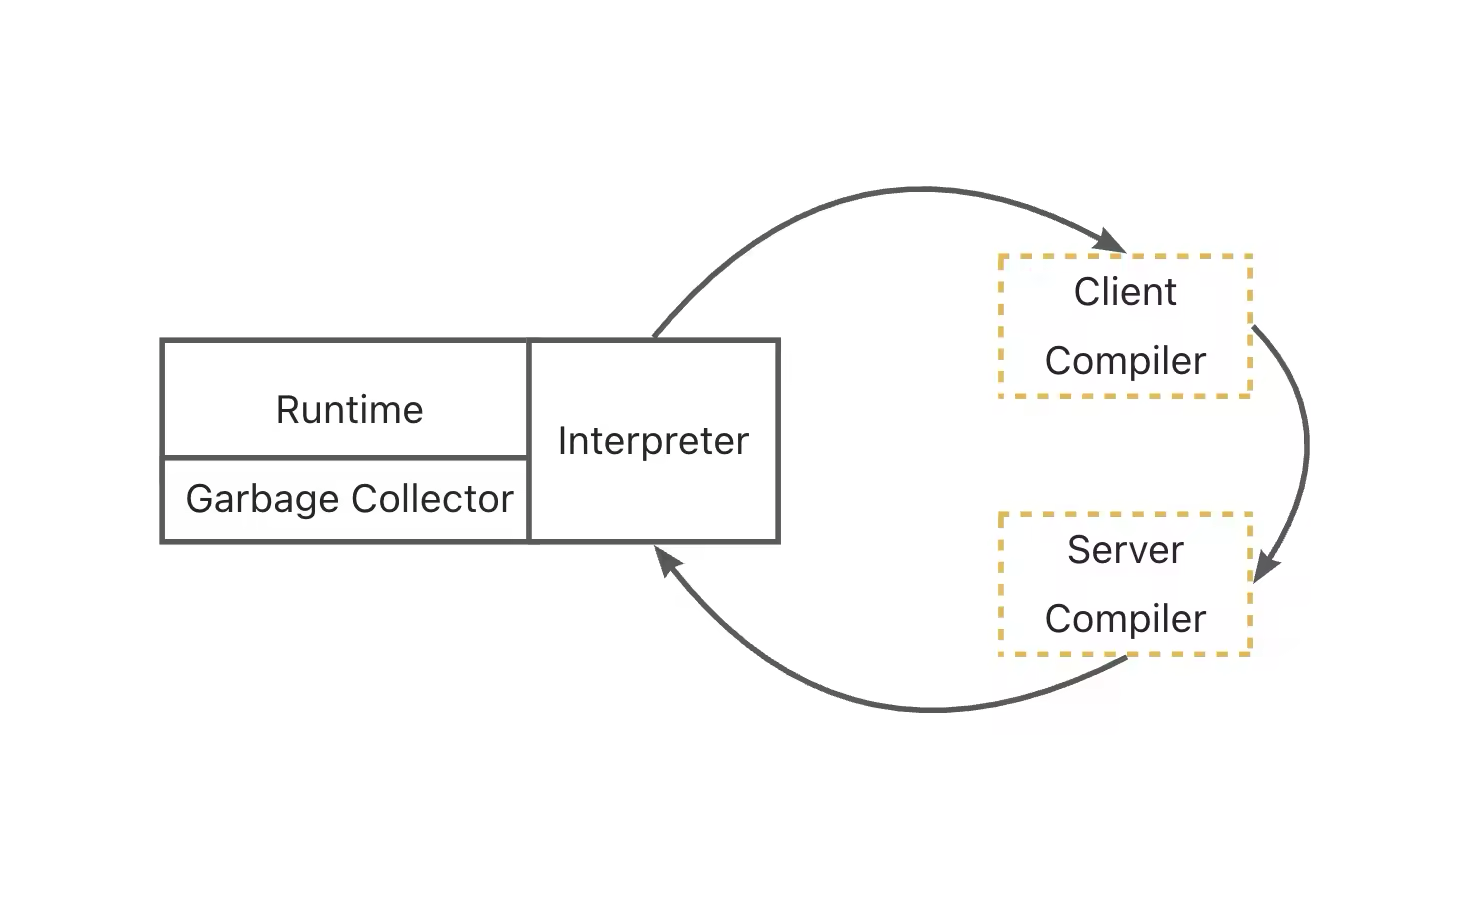 Runtime
Garbage Collector
Interpreter
Client
Compiler
Server
Compiler